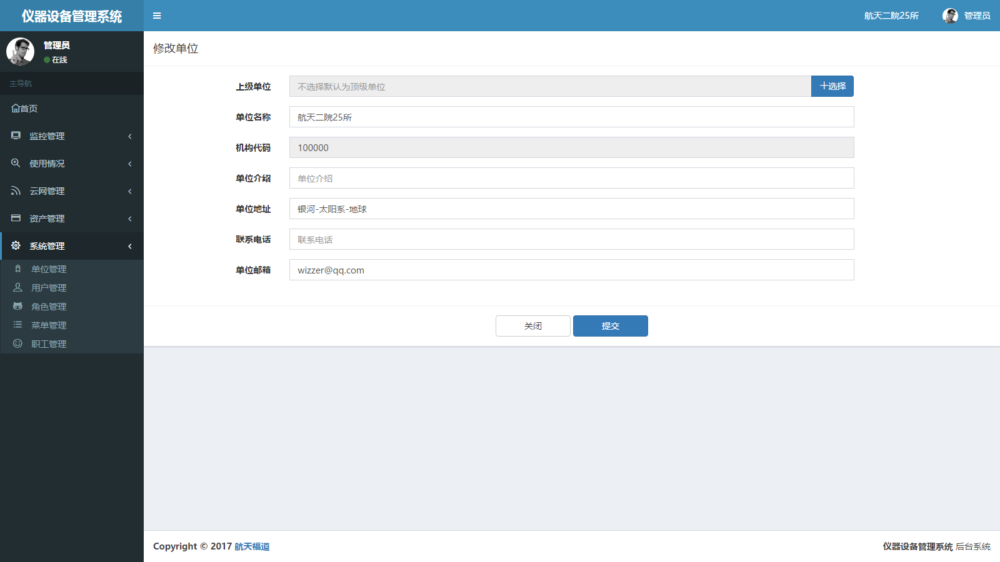 仪器设备管理系统
航天二院25所
管理员
管理员
在线
主导航
首页
监控管理
使用情况
云网管理
资产管理
系统管理
单位管理
用户管理
角色管理
菜单管理
职工管理
修改单位
上级单位
不选择默认为顶级单位
选择
单位名称
航天二院25所
机构代码
100000
单位介绍
单位介绍
单位地址
银河-太阳系-地球
联系电话
联系电话
单位邮箱
wizzer@qq.com
关闭
提交
Copyright © 2017 航天福道
仪器设备管理系统 后台系统